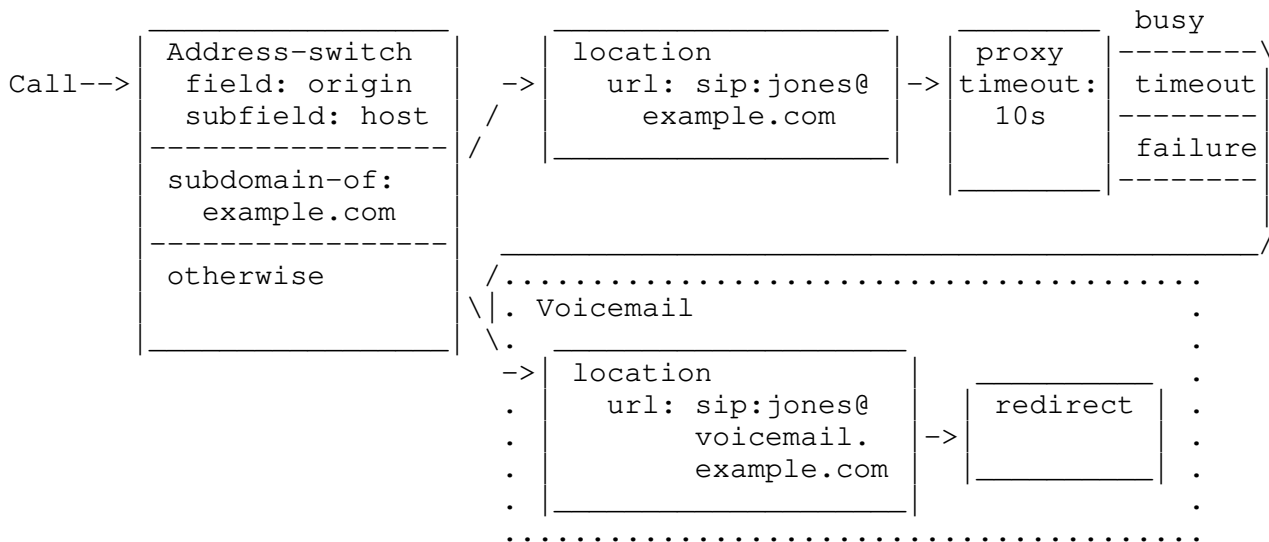 busy
Address-switch location proxy
Call--> field: origin -> url: sip:jones@ -> timeout: timeout
subfield: host example.com 10s
failure
subdomain-of:
example.com
otherwise
Voicemail
-> location
url: sip:jones@ redirect
voicemail. ->
example.com